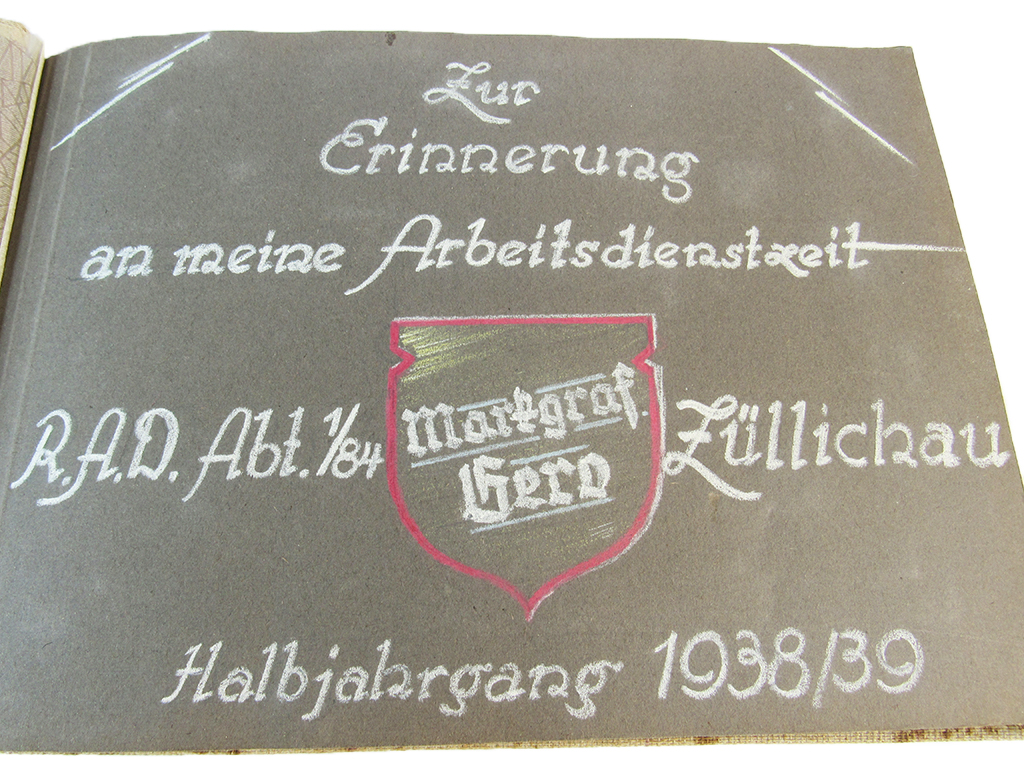 Zur
Erinnerung
an meine Arbeitsdienstzeit
R.A.D. Abt. 1/84
Markgraf
Gero
Züllichau
Halbjahrgang 1938/39